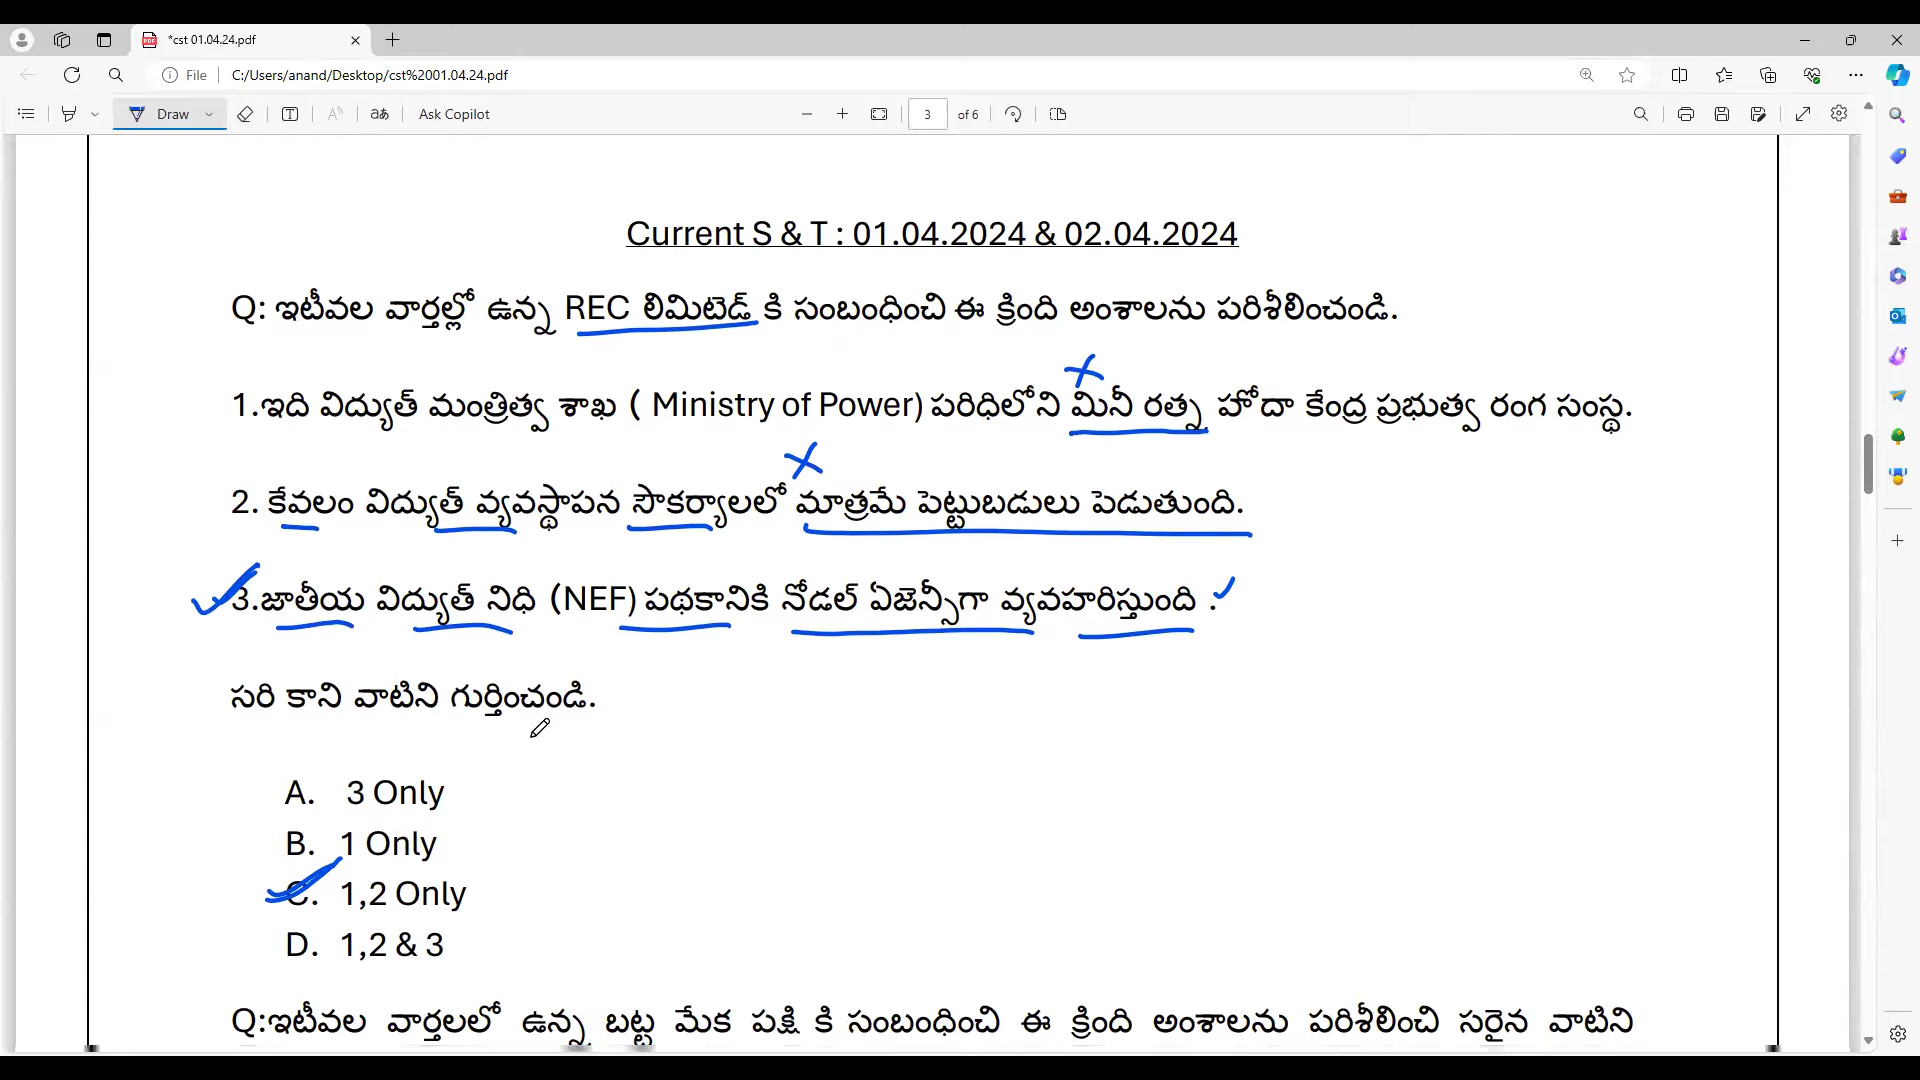 *cst 01.04.24.pdf
File C:/Users/anand/Desktop/cst%2001.04.24.pdf
Draw aあ Ask Copilot 3 of 6
Current S & T : 01.04.2024 & 02.04.2024
Q: ఇటీవల వార్తల్లో ఉన్న REC లిమిటెడ్ కి సంబంధించి ఈ క్రింది అంశాలను పరిశీలించండి.
1.ఇది విద్యుత్ మంత్రిత్వ శాఖ ( Ministry of Power) పరిధిలోని మినీ రత్న హోదా కేంద్ర ప్రభుత్వ రంగ సంస్థ.
2. కేవలం విద్యుత్ వ్యవస్థాపన సౌకర్యాలలో మాత్రమే పెట్టుబడులు పెడుతుంది.
3.జాతీయ విద్యుత్ నిధి (NEF) పథకానికి నోడల్ ఏజెన్సీగా వ్యవహరిస్తుంది .
సరి కాని వాటిని గుర్తించండి.
A. 3 Only
B. 1 Only
C. 1,2 Only
D. 1,2 & 3
Q:ఇటీవల వార్తలలో ఉన్న బట్ట మేక పక్షి కి సంబంధించి ఈ క్రింది అంశాలను పరిశీలించి సరైన వాటిని